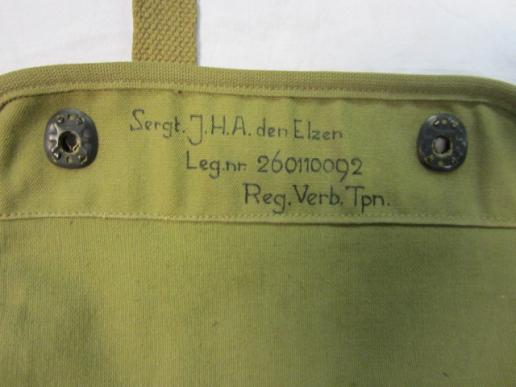 Sergt. J.H.A. den Elzen
Leg.nr. 260110092
Reg. Verb. Tpn.